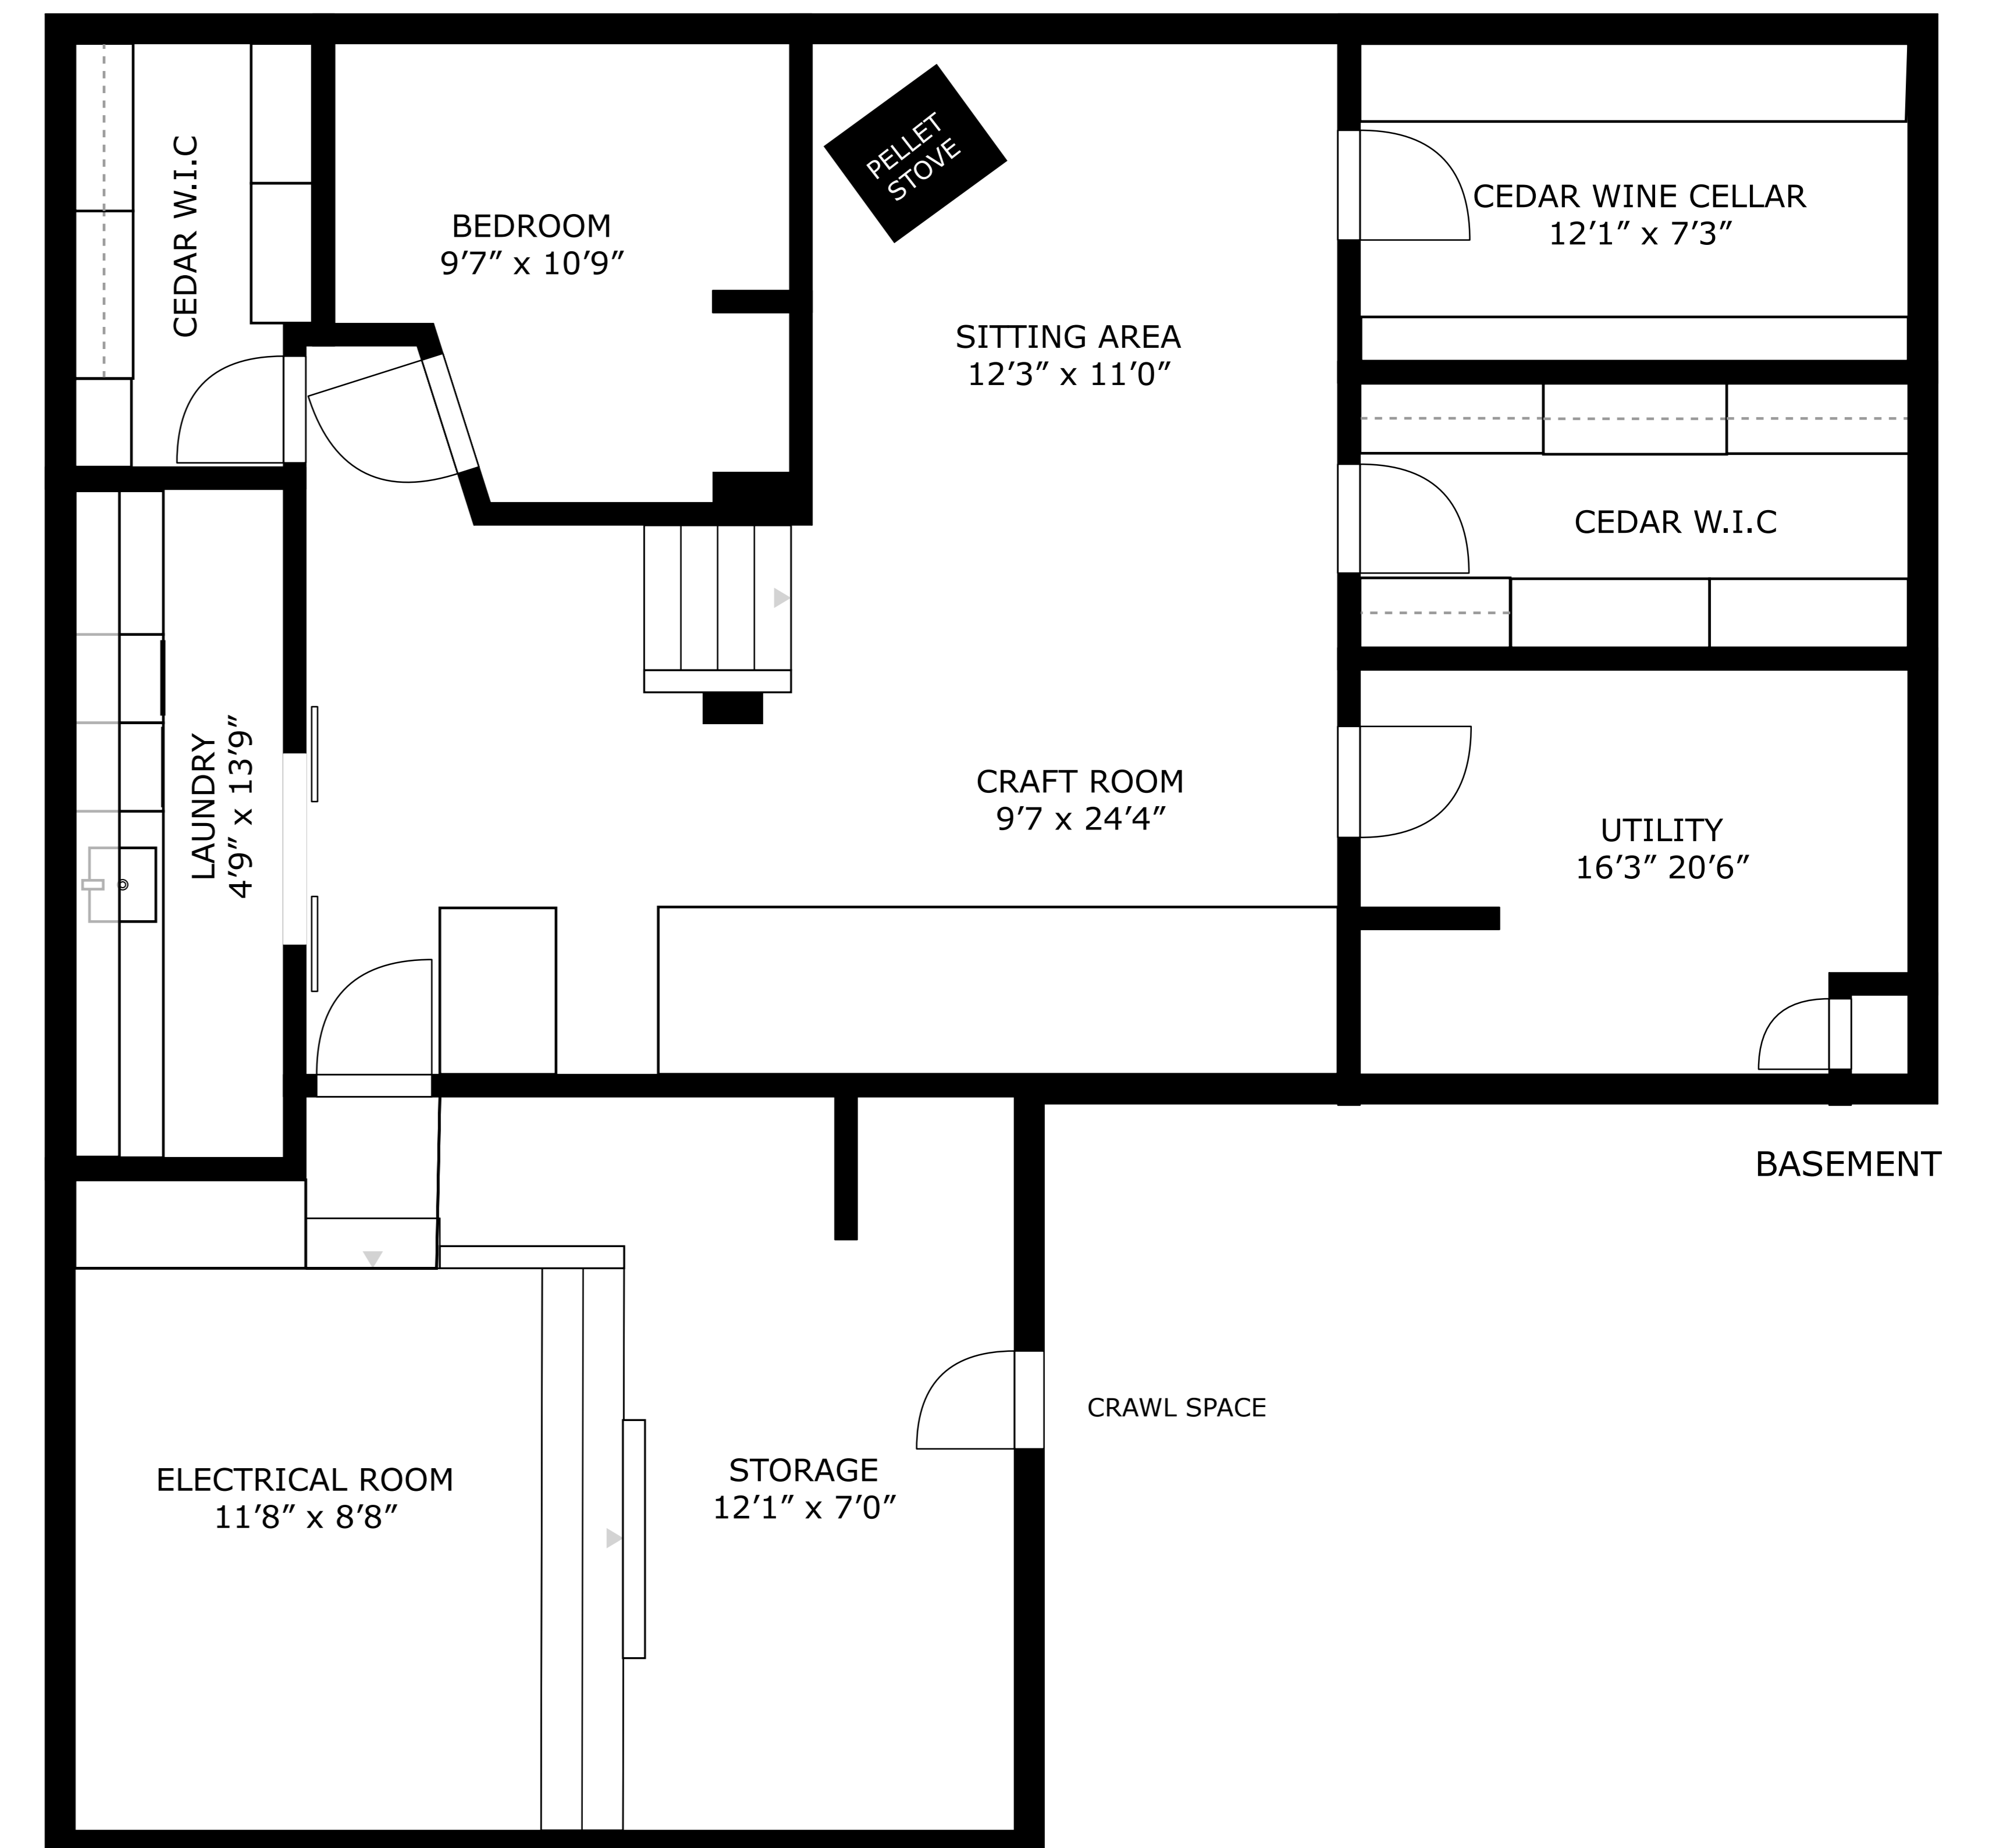 CEDAR W.I.C
BEDROOM
9’7” x 10’9”
PELLET
STOVE
SITTING AREA
12’3” x 11’0”
CEDAR WINE CELLAR
12’1” x 7’3”
CEDAR W.I.C
LAUNDRY
4’9” x 13’9”
CRAFT ROOM
9’7 x 24’4”
UTILITY
16’3” 20’6”
BASEMENT
CRAWL SPACE
ELECTRICAL ROOM
11’8” x 8’8”
STORAGE
12’1” x 7’0”